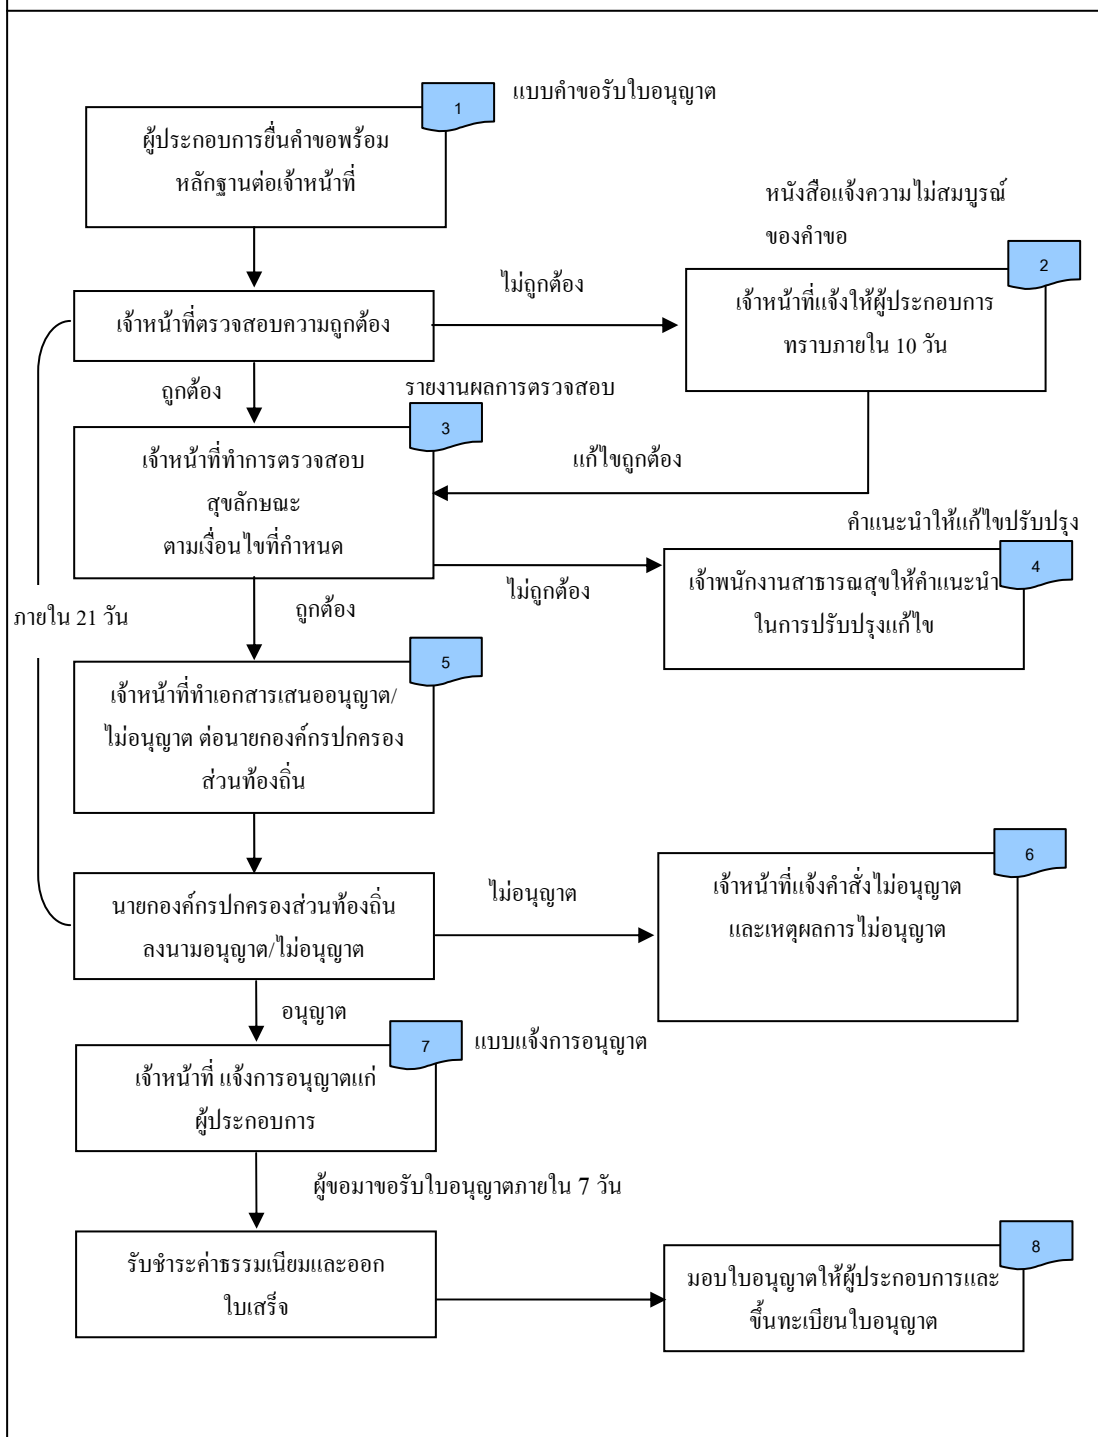 แบบคำขอรับใบอนุญาต
1
ผู้ประกอบการยื่นคำขอพร้อม
หลักฐานต่อเจ้าหน้าที่
หนังสือแจ้งความไม่สมบูรณ์
ของคำขอ
2
ไม่ถูกต้อง
เจ้าหน้าที่แจ้งให้ผู้ประกอบการ
ทราบภายใน 10 วัน
เจ้าหน้าที่ตรวจสอบความถูกต้อง
ถูกต้อง
รายงานผลการตรวจสอบ
3
เจ้าหน้าที่ทำการตรวจสอบ
สุขลักษณะ
ตามเงื่อนไขที่กำหนด
แก้ไขถูกต้อง
คำแนะนำให้แก้ไขปรับปรุง
4
ไม่ถูกต้อง
เจ้าพนักงานสาธารณสุขให้คำแนะนำ
ในการปรับปรุงแก้ไข
ถูกต้อง
ภายใน 21 วัน
5
เจ้าหน้าที่ทำเอกสารเสนออนุญาต/
ไม่อนุญาต ต่อนายกองค์กรปกครอง
ส่วนท้องถิ่น
6
นายกองค์กรปกครองส่วนท้องถิ่น
ลงนามอนุญาต/ไม่อนุญาต
ไม่อนุญาต
เจ้าหน้าที่แจ้งคำสั่งไม่อนุญาต
และเหตุผลการไม่อนุญาต
อนุญาต
7
แบบแจ้งการอนุญาต
เจ้าหน้าที่ แจ้งการอนุญาตแก่
ผู้ประกอบการ
ผู้ขอมาขอรับใบอนุญาตภายใน 7 วัน
รับชำระค่าธรรมเนียมและออก
ใบเสร็จ
8
มอบใบอนุญาตให้ผู้ประกอบการและ
ขึ้นทะเบียนใบอนุญาต